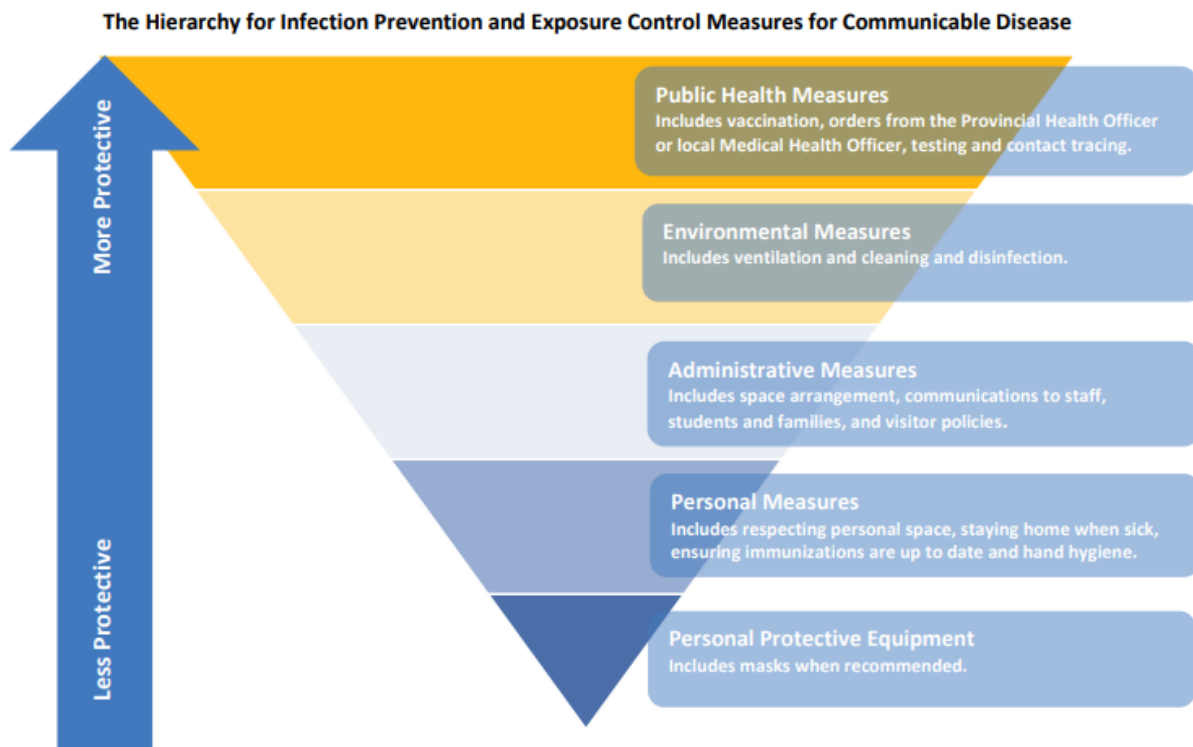 The Hierarchy for Infection Prevention and Exposure Control Measures for Communicable Disease
More Protective
Less Protective
Public Health Measures
Includes vaccination, orders from the Provincial Health Officer
or local Medical Health Officer, testing and contact tracing.
Environmental Measures
Includes ventilation and cleaning and disinfection.
Administrative Measures
Includes space arrangement, communications to staff,
students and families, and visitor policies.
Personal Measures
Includes respecting personal space, staying home when sick,
ensuring immunizations are up to date and hand hygiene.
Personal Protective Equipment
Includes masks when recommended.